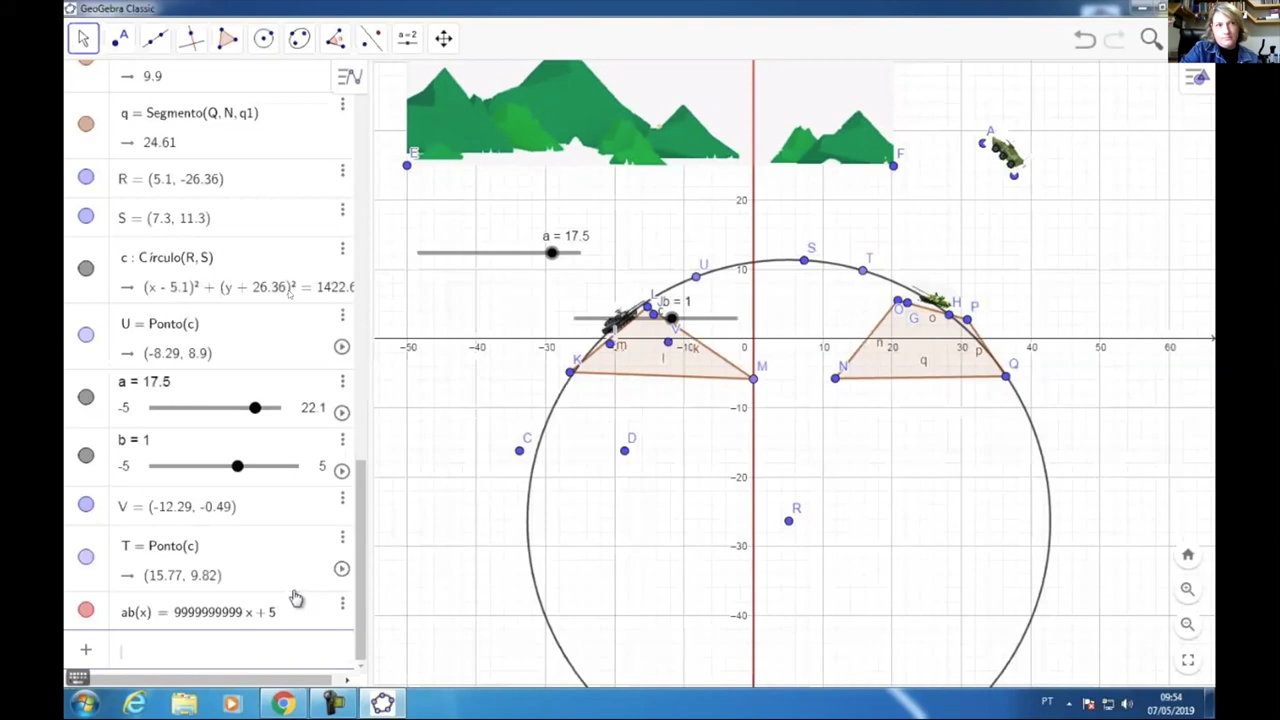 GeoGebra Classic
→ 9.9
q = Segmento(Q, N, q1)
→ 24.61
R = (5.1, -26.36)
S = (7.3, 11.3)
c : Círculo(R, S)
→ (x - 5.1)² + (y + 26.36)² = 1422.6
U = Ponto(c)
→ (-8.29, 8.9)
a = 17.5
-5 22.1
b = 1
-5 5
V = (-12.29, -0.49)
T = Ponto(c)
→ (15.77, 9.82)
ab(x) = 9999999999 x + 5
a=2
E F A
20
a = 17.5
U S T
10
b = 1
O G o H P
K m l k V J n p
-50 -40 -30 -20 -10 0 10 20 30 40 50 60
M N q Q
-10
C D
-20
R
-30
-40
PT
09:54
07/05/2019